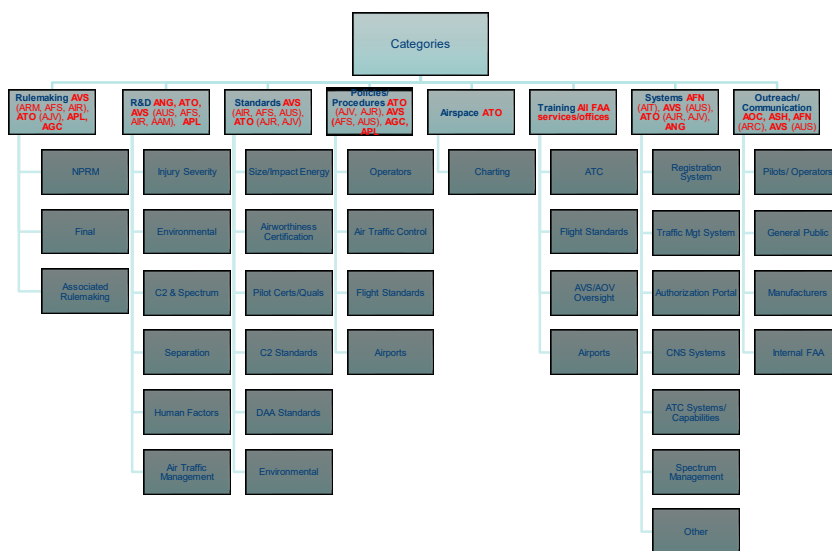 Categories
Rulemaking AVS
(ARM, AFS, AIR),
ATO (AJV), APL,
AGC
NPRM
Final
Associated
Rulemaking
R&D ANG, ATO,
AVS (AUS, AFS,
AIR, AAM), APL
Injury Severity
Environmental
C2 & Spectrum
Separation
Human Factors
Air Traffic
Management
Standards AVS
(AIR, AFS, AUS),
ATO (AJR, AJV)
Size/Impact Energy
Airworthiness
Certification
Pilot Certs/Quals
C2 Standards
DAA Standards
Environmental
Policies/
Procedures ATO
(AJV, AJR),
AVS
(AFS, AUS), AGC,
APL
Operators
Air Traffic Control
Flight Standards
Airports
Airspace ATO
Charting
Training All FAA
services/offices
ATC
Flight Standards
AVS/AOV
Oversight
Airports
Systems AFN
(AIT), AVS (AUS),
ATO (AJR, AJV),
ANG
Registration
System
Traffic Mgt System
Authorization Portal
CNS Systems
ATC Systems/
Capabilities
Spectrum
Management
Other
Outreach/
Communication
AOC, ASH, AFN
(ARC), AVS (AUS)
Pilots/ Operators
General Public
Manufacturers
Internal FAA